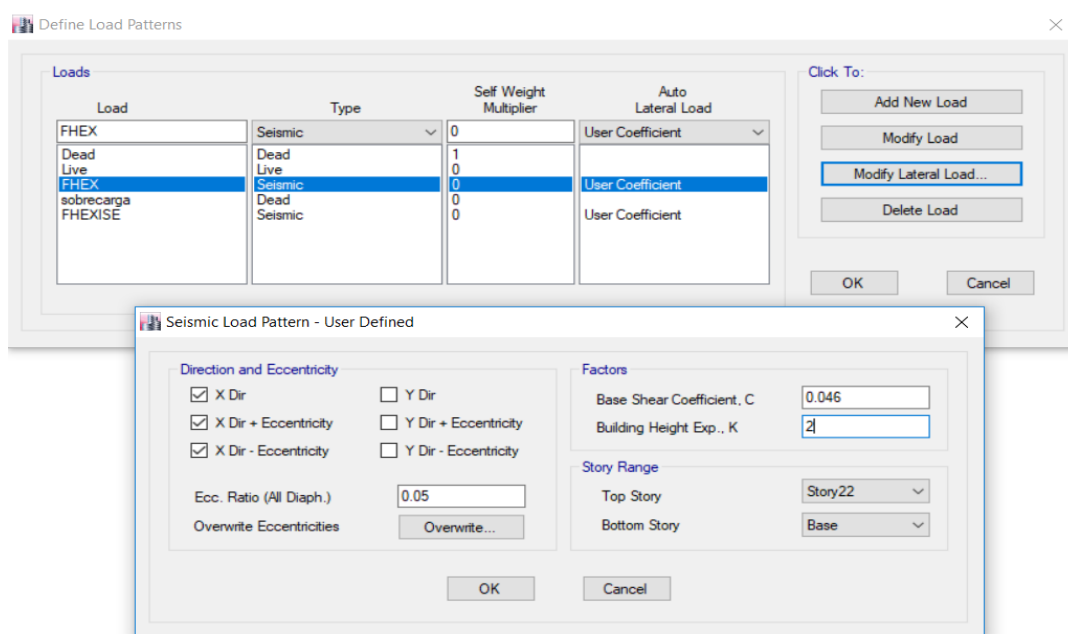 Define Load Patterns
Loads
Click To:
Load
Type
Self Weight
Multiplier
Auto
Lateral Load
FHEX Seismic 0 User Coefficient
Dead Dead 1
Live Live 0
FHEX Seismic 0 User Coefficient
sobrecarga Dead 0
FHEXISE Seismic 0 User Coefficient
Add New Load
Modify Load
Modify Lateral Load...
Delete Load
OK Cancel
Seismic Load Pattern - User Defined
Direction and Eccentricity
X Dir Y Dir
X Dir + Eccentricity Y Dir + Eccentricity
X Dir - Eccentricity Y Dir - Eccentricity
Ecc. Ratio (All Diaph.) 0.05
Overwrite Eccentricities Overwrite...
Factors
Base Shear Coefficient, C 0.046
Building Height Exp., K 2
Story Range
Top Story Story22
Bottom Story Base
OK Cancel